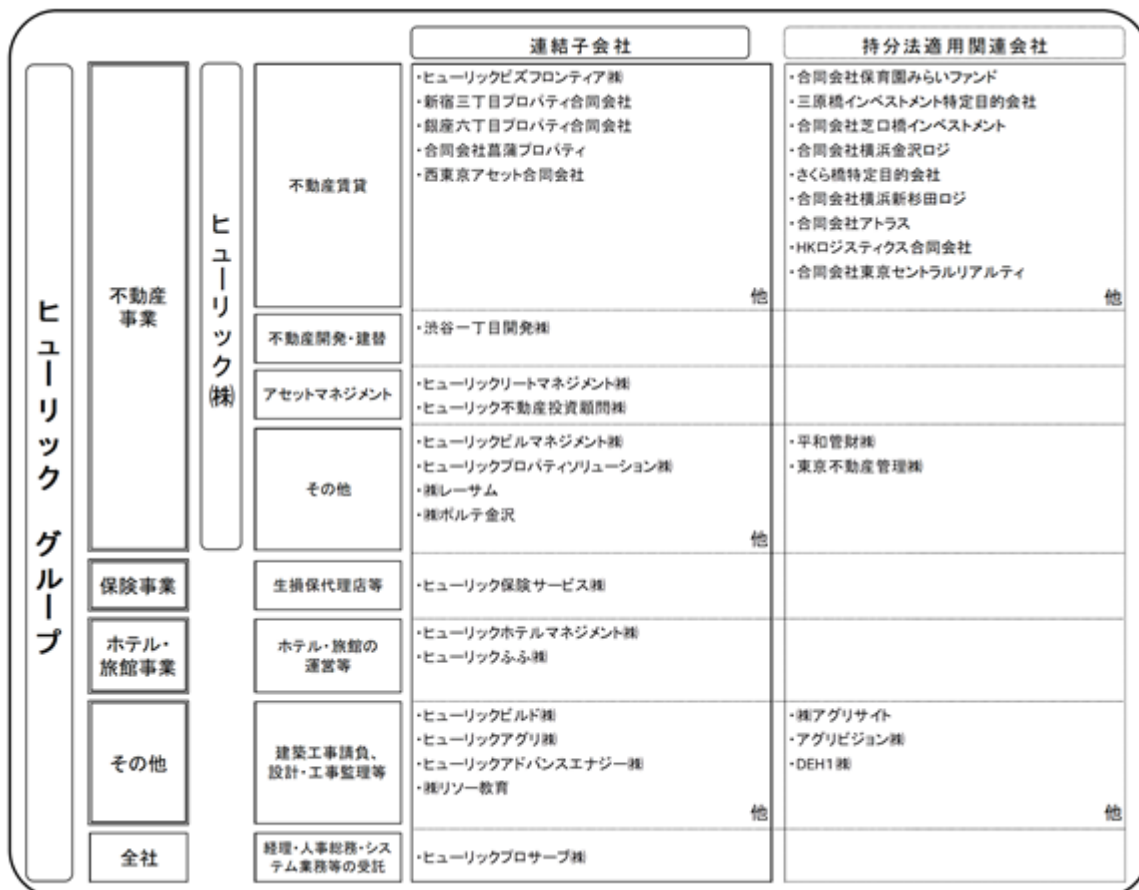 連結子会社
持分法適用関連会社
ヒューリック グループ
不動産
事業
ヒューリック㈱
不動産賃貸
・ヒューリックビズフロンティア㈱
・新宿三丁目プロパティ合同会社
・銀座六丁目プロパティ合同会社
・合同会社菖蒲プロパティ
・西東京アセット合同会社
他
・合同会社保育園みらいファンド
・三原橋インベストメント特定目的会社
・合同会社芝口橋インベストメント
・合同会社横浜金沢ロジ
・さくら橋特定目的会社
・合同会社横浜新杉田ロジ
・合同会社アトラス
・HKロジスティクス合同会社
・合同会社東京セントラルリアルティ
他
不動産開発・建替
・渋谷一丁目開発㈱
アセットマネジメント
・ヒューリックリートマネジメント㈱
・ヒューリック不動産投資顧問㈱
その他
・ヒューリックビルマネジメント㈱
・ヒューリックプロパティソリューション㈱
・㈱レーサム
・㈱ポルテ金沢
他
・平和管財㈱
・東京不動産管理㈱
保険事業
生損保代理店等
・ヒューリック保険サービス㈱
ホテル・
旅館事業
ホテル・旅館の
運営等
・ヒューリックホテルマネジメント㈱
・ヒューリックふふ㈱
その他
建築工事請負、
設計・工事監理等
・ヒューリックビルド㈱
・ヒューリックアグリ㈱
・ヒューリックアドバンスエナジー㈱
・㈱リソー教育
他
・㈱アグリサイト
・アグリビジョン㈱
・DEH1㈱
他
全社
経理・人事総務・シス
テム業務等の受託
・ヒューリックプロサーブ㈱